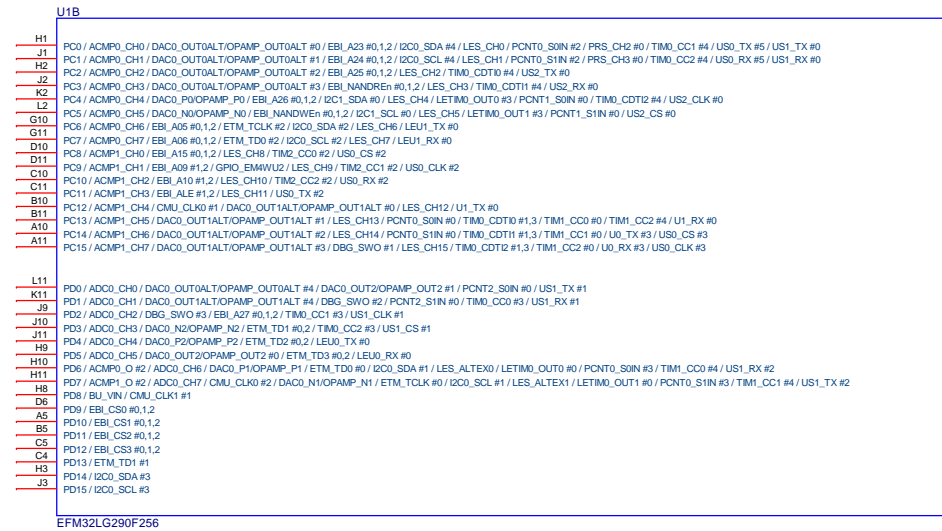 U1B
H1 PC0 / ACMP0_CH0 / DAC0_OUT0ALT/OPAMP_OUT0ALT #0 / EBI_A23 #0,1,2 / I2C0_SDA #4 / LES_CH0 / PCNT0_S0IN #2 / PRS_CH2 #0 / TIM0_CC1 #4 / US0_TX #5 / US1_TX #0
J1 PC1 / ACMP0_CH1 / DAC0_OUT0ALT/OPAMP_OUT0ALT #1 / EBI_A24 #0,1,2 / I2C0_SCL #4 / LES_CH1 / PCNT0_S1IN #2 / PRS_CH3 #0 / TIM0_CC2 #4 / US0_RX #5 / US1_RX #0
H2 PC2 / ACMP0_CH2 / DAC0_OUT0ALT/OPAMP_OUT0ALT #2 / EBI_A25 #0,1,2 / LES_CH2 / TIM0_CDTI0 #4 / US2_TX #0
J2 PC3 / ACMP0_CH3 / DAC0_OUT0ALT/OPAMP_OUT0ALT #3 / EBI_NANDREn #0,1,2 / LES_CH3 / TIM0_CDTI1 #4 / US2_RX #0
K2 PC4 / ACMP0_CH4 / DAC0_P0/OPAMP_P0 / EBI_A26 #0,1,2 / I2C1_SDA #0 / LES_CH4 / LETIM0_OUT0 #3 / PCNT1_S0IN #0 / TIM0_CDTI2 #4 / US2_CLK #0
L2 PC5 / ACMP0_CH5 / DAC0_N0/OPAMP_N0 / EBI_NANDWEn #0,1,2 / I2C1_SCL #0 / LES_CH5 / LETIM0_OUT1 #3 / PCNT1_S1IN #0 / US2_CS #0
G10 PC6 / ACMP0_CH6 / EBI_A05 #0,1,2 / ETM_TCLK #2 / I2C0_SDA #2 / LES_CH6 / LEU1_TX #0
G11 PC7 / ACMP0_CH7 / EBI_A06 #0,1,2 / ETM_TD0 #2 / I2C0_SCL #2 / LES_CH7 / LEU1_RX #0
D10 PC8 / ACMP1_CH0 / EBI_A15 #0,1,2 / LES_CH8 / TIM2_CC0 #2 / US0_CS #2
D11 PC9 / ACMP1_CH1 / EBI_A09 #1,2 / GPIO_EM4WU2 / LES_CH9 / TIM2_CC1 #2 / US0_CLK #2
C10 PC10 / ACMP1_CH2 / EBI_A10 #1,2 / LES_CH10 / TIM2_CC2 #2 / US0_RX #2
C11 PC11 / ACMP1_CH3 / EBI_ALE #1,2 / LES_CH11 / US0_TX #2
B10 PC12 / ACMP1_CH4 / CMU_CLK0 #1 / DAC0_OUT1ALT/OPAMP_OUT1ALT #0 / LES_CH12 / U1_TX #0
B11 PC13 / ACMP1_CH5 / DAC0_OUT1ALT/OPAMP_OUT1ALT #1 / LES_CH13 / PCNT0_S0IN #0 / TIM0_CDTI0 #1,3 / TIM1_CC0 #0 / TIM1_CC2 #4 / U1_RX #0
A10 PC14 / ACMP1_CH6 / DAC0_OUT1ALT/OPAMP_OUT1ALT #2 / LES_CH14 / PCNT0_S1IN #0 / TIM0_CDTI1 #1,3 / TIM1_CC1 #0 / U0_TX #3 / US0_CS #3
A11 PC15 / ACMP1_CH7 / DAC0_OUT1ALT/OPAMP_OUT1ALT #3 / DBG_SWO #1 / LES_CH15 / TIM0_CDTI2 #1,3 / TIM1_CC2 #0 / U0_RX #3 / US0_CLK #3
L11 PD0 / ADC0_CH0 / DAC0_OUT0ALT/OPAMP_OUT0ALT #4 / DAC0_OUT2/OPAMP_OUT2 #1 / PCNT2_S0IN #0 / US1_TX #1
K11 PD1 / ADC0_CH1 / DAC0_OUT1ALT/OPAMP_OUT1ALT #4 / DBG_SWO #2 / PCNT2_S1IN #0 / TIM0_CC0 #3 / US1_RX #1
J9 PD2 / ADC0_CH2 / DBG_SWO #3 / EBI_A27 #0,1,2 / TIM0_CC1 #3 / US1_CLK #1
J10 PD3 / ADC0_CH3 / DAC0_N2/OPAMP_N2 / ETM_TD1 #0,2 / TIM0_CC2 #3 / US1_CS #1
J11 PD4 / ADC0_CH4 / DAC0_P2/OPAMP_P2 / ETM_TD2 #0,2 / LEU0_TX #0
H9 PD5 / ADC0_CH5 / DAC0_OUT2/OPAMP_OUT2 #0 / ETM_TD3 #0,2 / LEU0_RX #0
H10 PD6 / ACMP0_O #2 / ADC0_CH6 / DAC0_P1/OPAMP_P1 / ETM_TD0 #0 / I2C0_SDA #1 / LES_ALTEX0 / LETIM0_OUT0 #0 / PCNT0_S0IN #3 / TIM1_CC0 #4 / US1_RX #2
H11 PD7 / ACMP1_O #2 / ADC0_CH7 / CMU_CLK0 #2 / DAC0_N1/OPAMP_N1 / ETM_TCLK #0 / I2C0_SCL #1 / LES_ALTEX1 / LETIM0_OUT1 #0 / PCNT0_S1IN #3 / TIM1_CC1 #4 / US1_TX #2
H8 PD8 / BU_VIN / CMU_CLK1 #1
D6 PD9 / EBI_CS0 #0,1,2
A5 PD10 / EBI_CS1 #0,1,2
B5 PD11 / EBI_CS2 #0,1,2
C5 PD12 / EBI_CS3 #0,1,2
C4 PD13 / ETM_TD1 #1
H3 PD14 / I2C0_SDA #3
J3 PD15 / I2C0_SCL #3
EFM32LG290F256